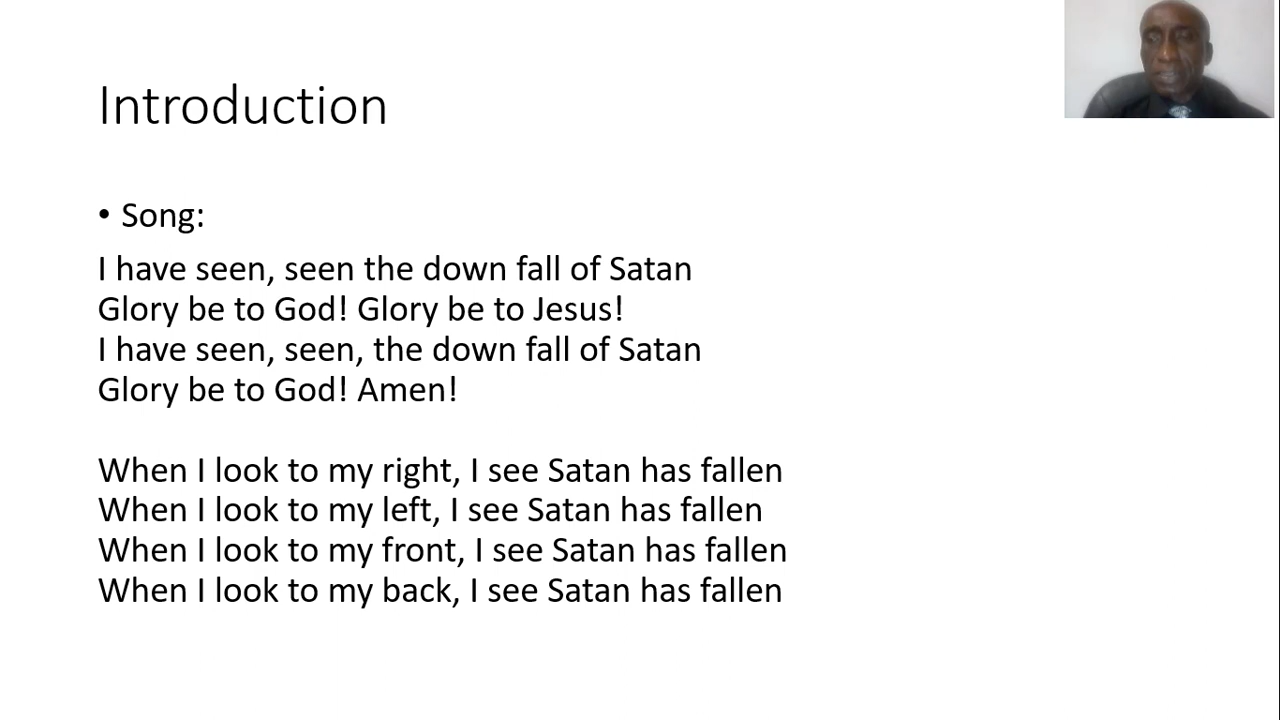 Introduction
• Song:
I have seen, seen the down fall of Satan
Glory be to God! Glory be to Jesus!
I have seen, seen, the down fall of Satan
Glory be to God! Amen!
When I look to my right, I see Satan has fallen
When I look to my left, I see Satan has fallen
When I look to my front, I see Satan has fallen
When I look to my back, I see Satan has fallen